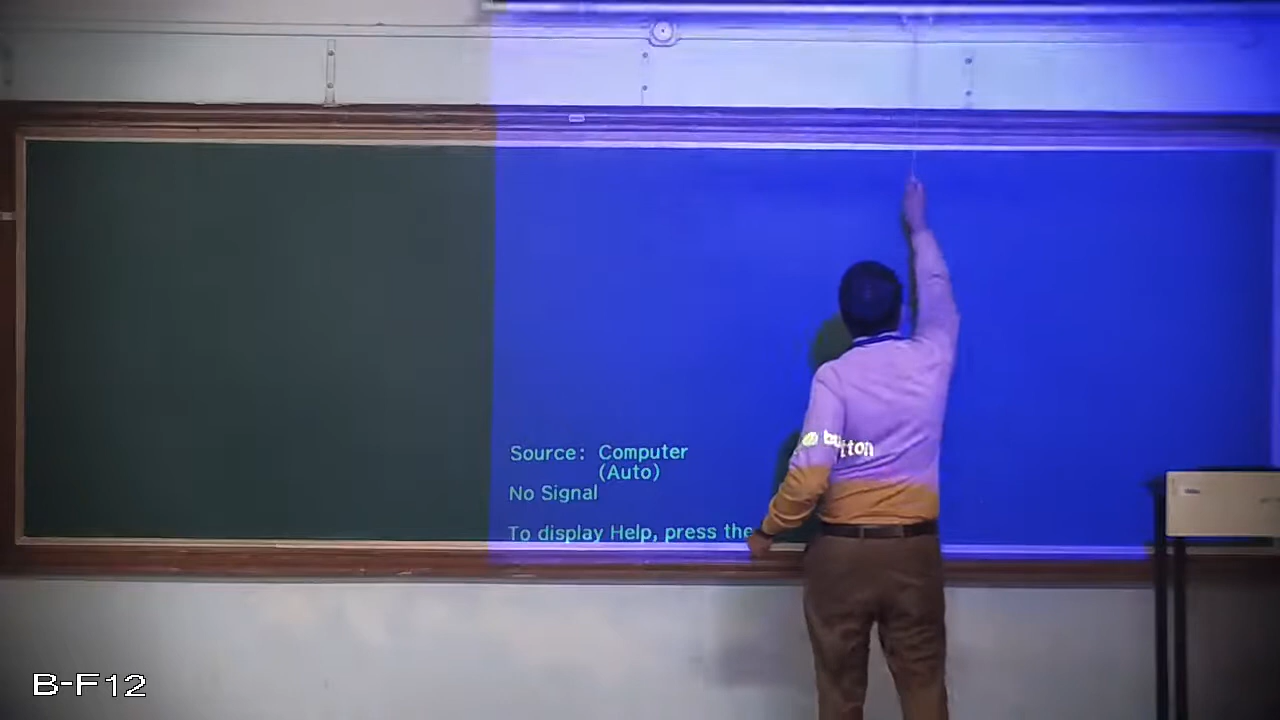 Source: Computer
(Auto)
No Signal
To display Help, press the button
B-F12